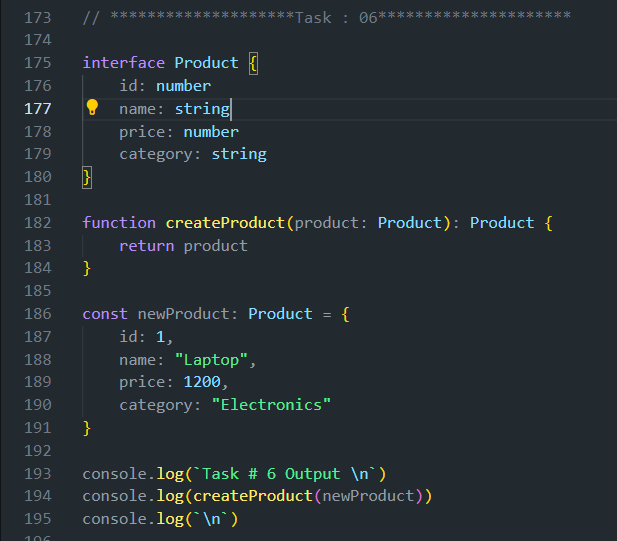 173 // ********************Task : 06*********************
174
175 interface Product {
176     id: number
177     name: string
178     price: number
179     category: string
180 }
181
182 function createProduct(product: Product): Product {
183     return product
184 }
185
186 const newProduct: Product = {
187     id: 1,
188     name: "Laptop",
189     price: 1200,
190     category: "Electronics"
191 }
192
193 console.log(`Task # 6 Output \n`)
194 console.log(createProduct(newProduct))
195 console.log(`\n`)
196